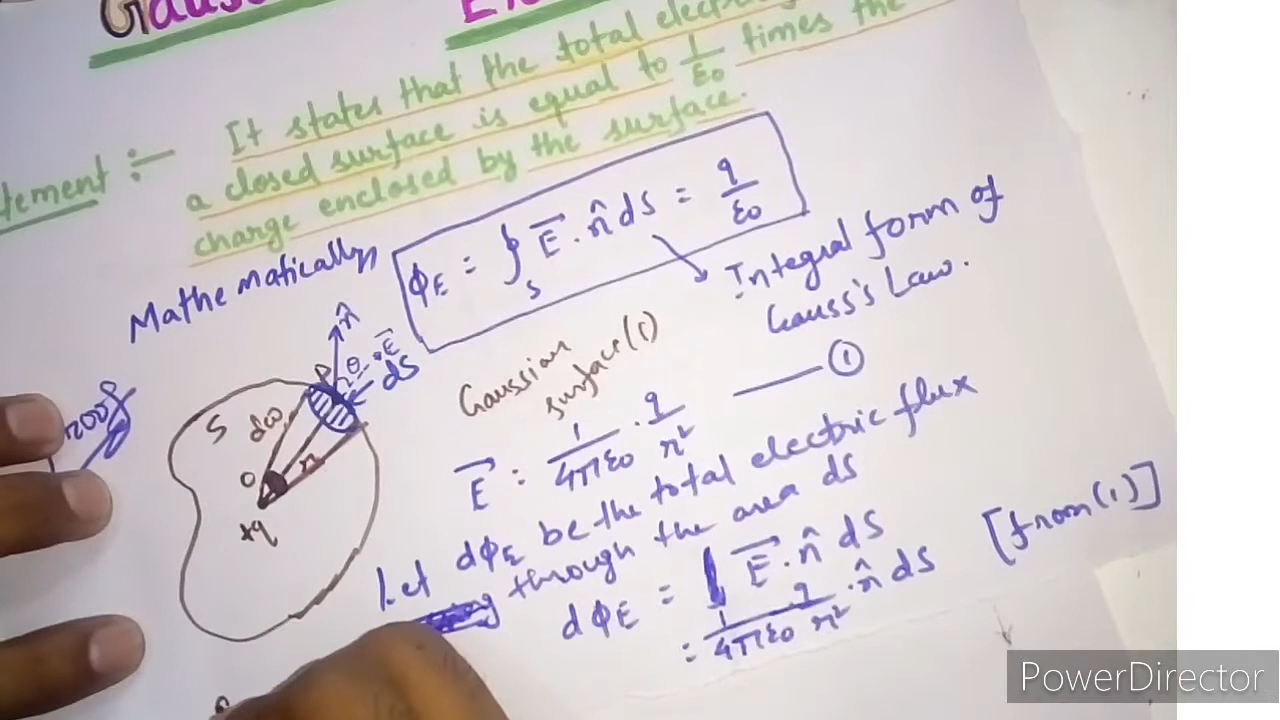 It states that the total
a closed surface is equal to 1/ε0 times the
charge enclosed by the surface.
Mathematically
ϕE = ∮S E⃗ . n̂ ds = q/ε0
Integral form of
Gauss's Law.
n̂
P θ E⃗
ds
S dω
O r
+q
Gaussian
surface(1)
E⃗ = 1/4πε0 . q/r² —— ①
Let dϕE be the total electric flux
through the area ds
dϕE = E⃗ . n̂ ds
= 1/4πε0 q/r² . n̂ ds [from(1)]
PowerDirector